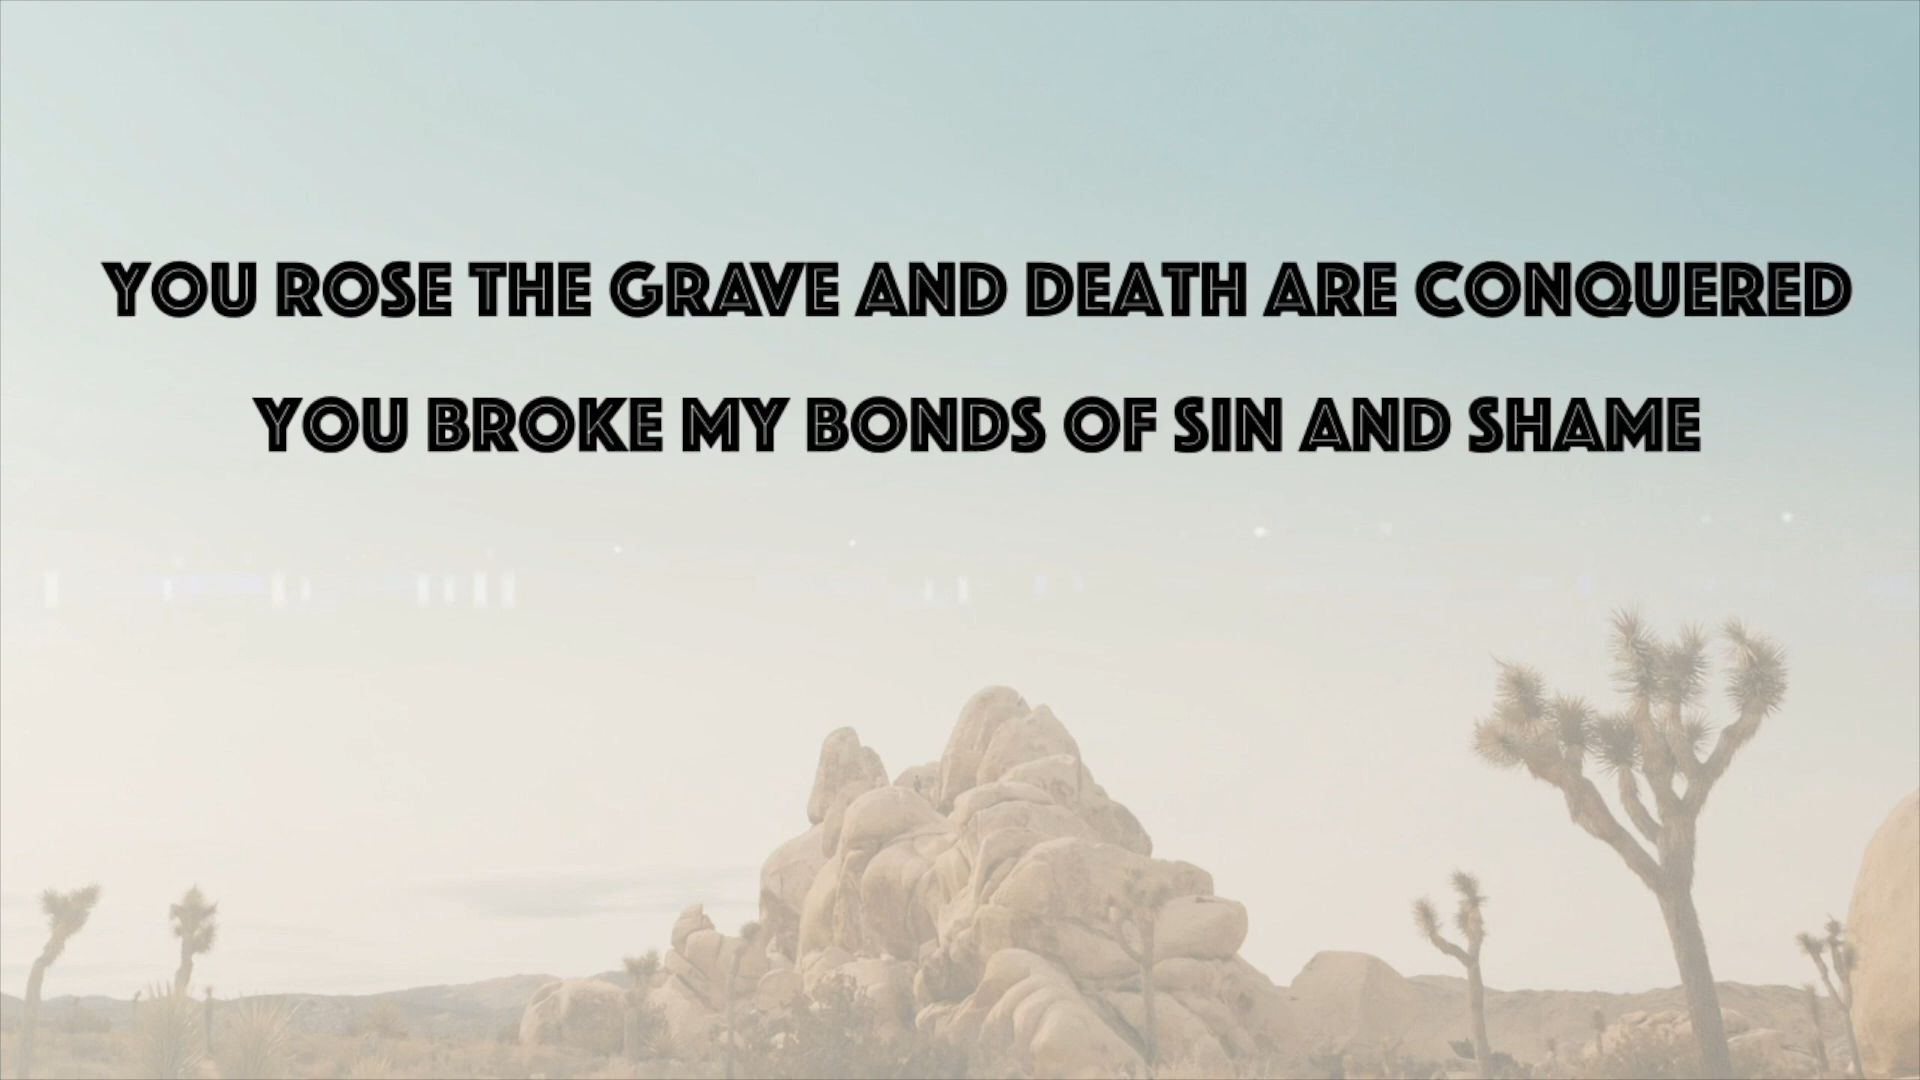 YOU ROSE THE GRAVE AND DEATH ARE CONQUERED
YOU BROKE MY BONDS OF SIN AND SHAME